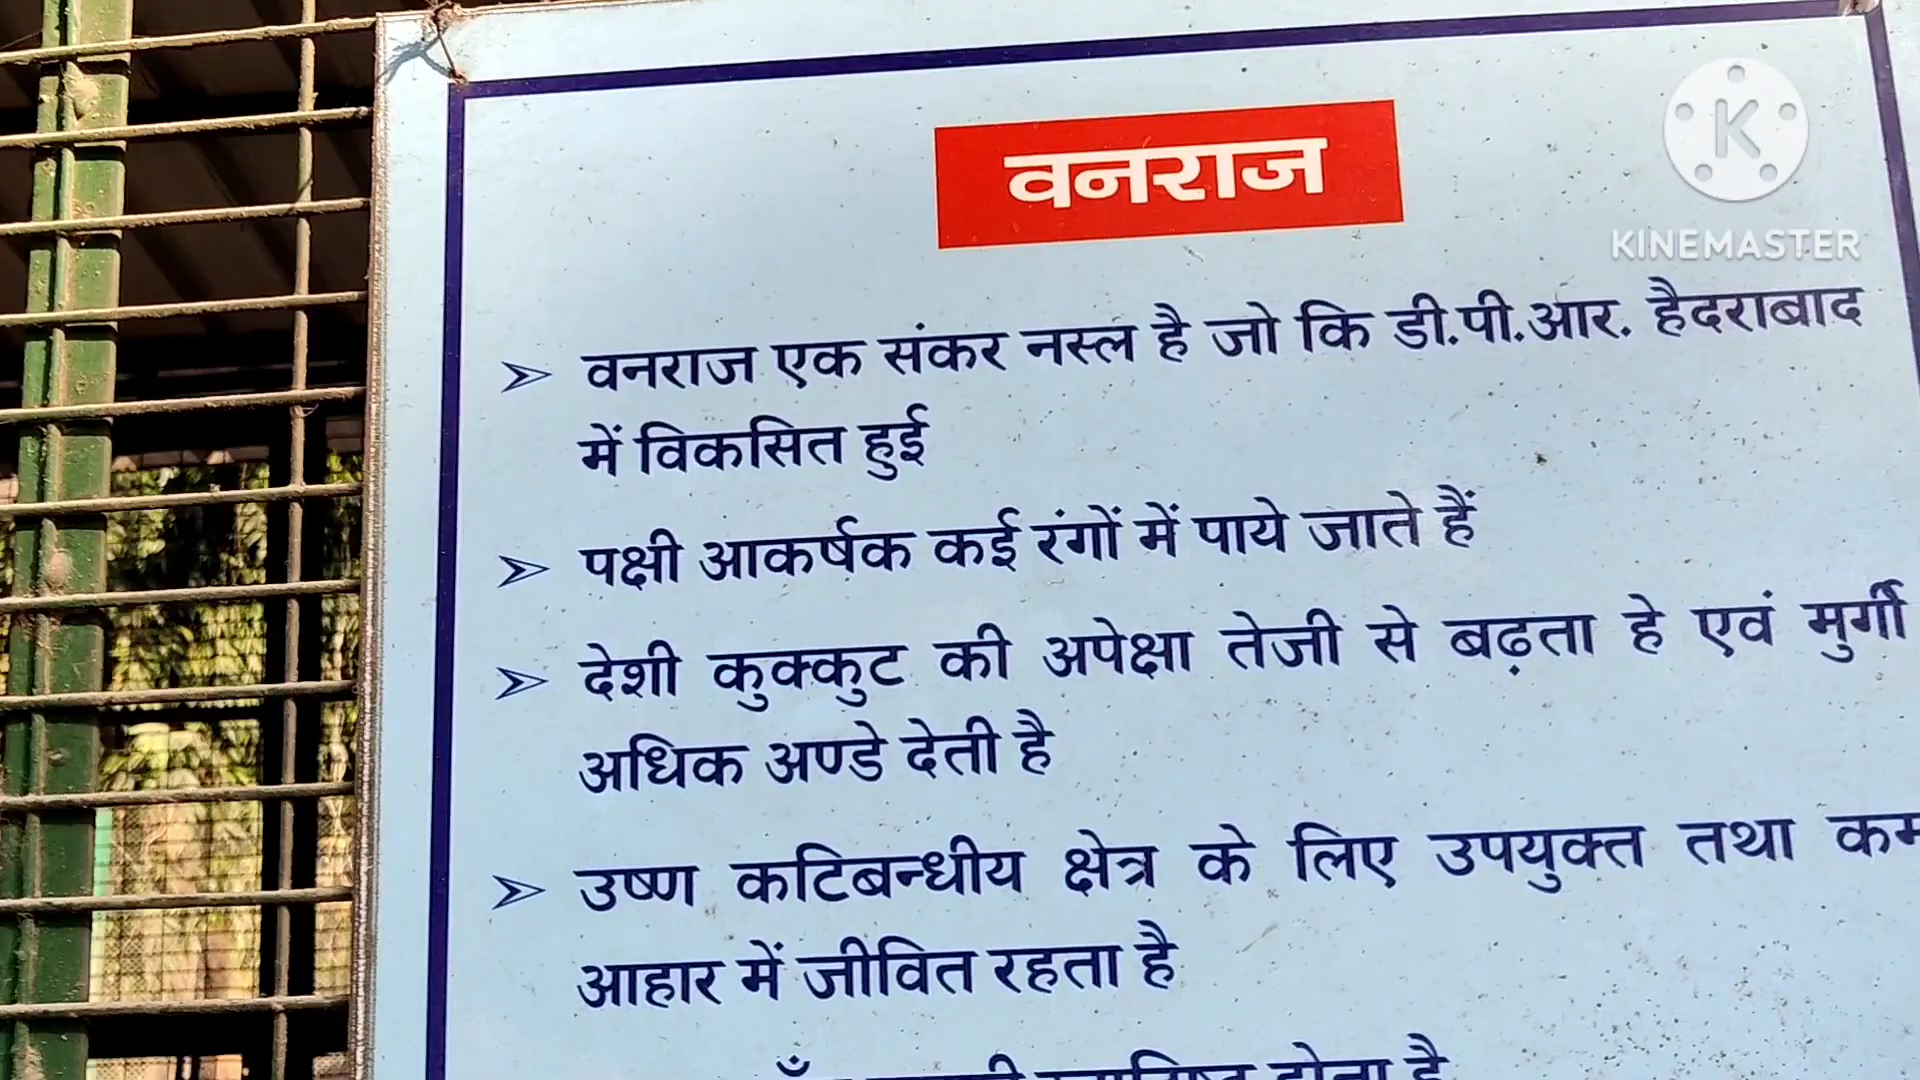 वनराज
KINEMASTER
➢ वनराज एक संकर नस्ल है जो कि डी.पी.आर. हैदराबाद
में विकसित हुई
➢ पक्षी आकर्षक कई रंगों में पाये जाते हैं
➢ देशी कुक्कुट की अपेक्षा तेजी से बढ़ता हे एवं मुर्गी
अधिक अण्डे देती है
➢ उष्ण कटिबन्धीय क्षेत्र के लिए उपयुक्त तथा कम
आहार में जीवित रहता है
होता है